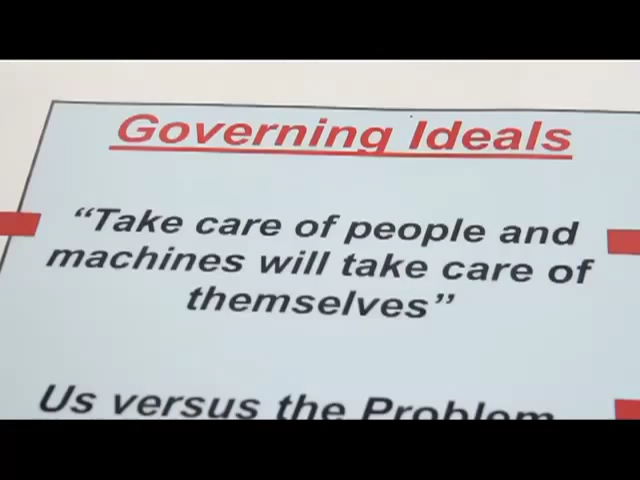 Governing Ideals
“Take care of people and
machines will take care of
themselves”
Us versus the Problem